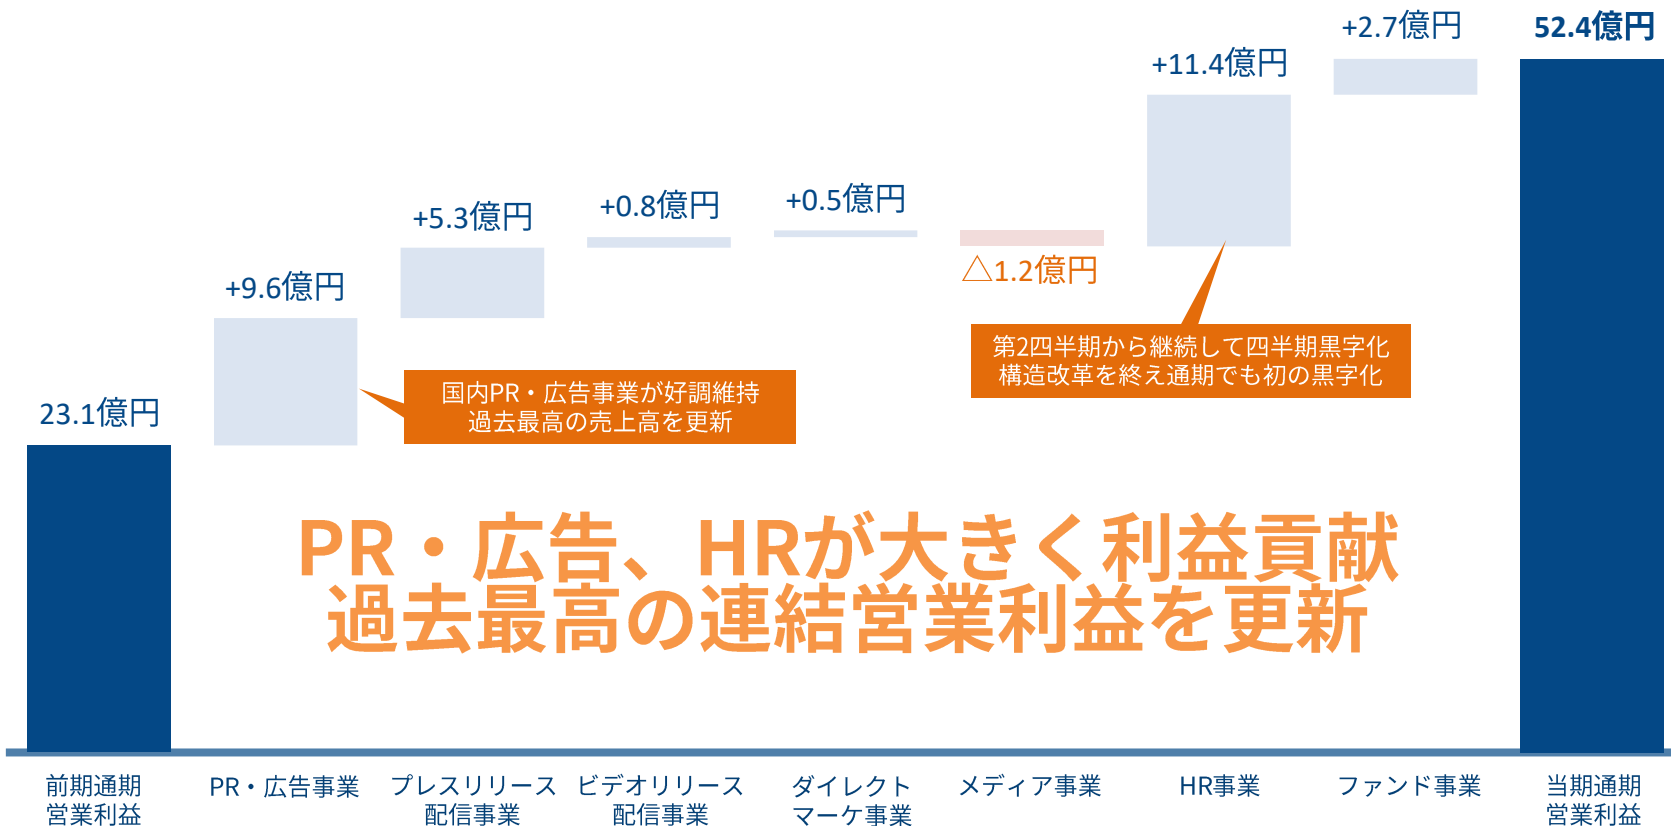 +2.7億円
52.4億円
+11.4億円
+0.5億円
+0.8億円
+5.3億円
△1.2億円
+9.6億円
第2四半期から継続して四半期黒字化
構造改革を終え通期でも初の黒字化
国内PR・広告事業が好調維持
過去最高の売上高を更新
23.1億円
PR・広告、HRが大きく利益貢献
過去最高の連結営業利益を更新
前期通期
営業利益
PR・広告事業
プレスリリース
配信事業
ビデオリリース
配信事業
ダイレクト
マーケ事業
メディア事業
HR事業
ファンド事業
当期通期
営業利益